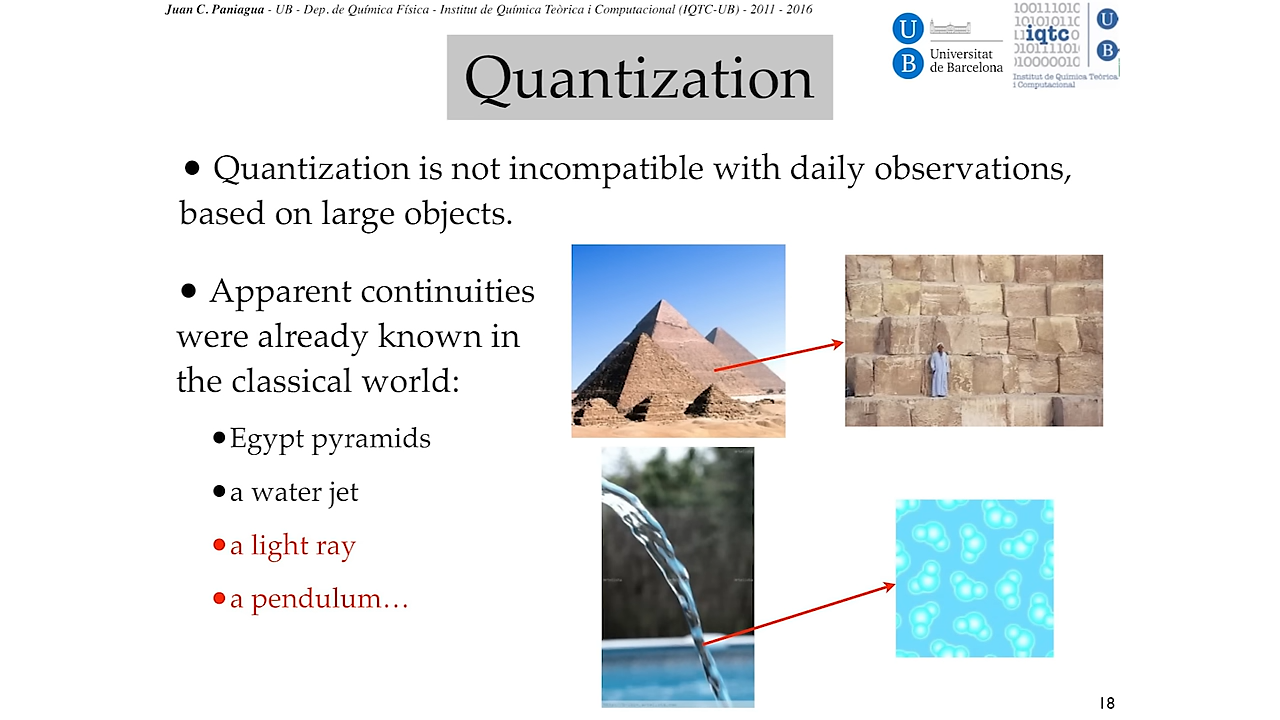 Juan C. Paniagua - UB - Dep. de Química Física - Institut de Química Teòrica i Computacional (IQTC-UB) - 2011 - 2016
U
B
Universitat
de Barcelona
iqtc
U
B
Institut de Química Teòrica
i Computacional
Quantization
• Quantization is not incompatible with daily observations,
based on large objects.
• Apparent continuities
were already known in
the classical world:
•Egypt pyramids
•a water jet
•a light ray
•a pendulum…
18